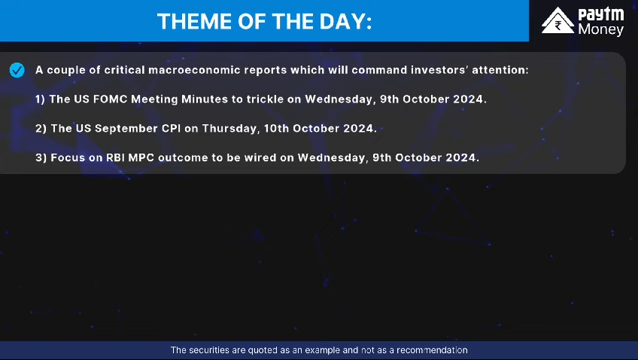 THEME OF THE DAY:
paytm
Money
A couple of critical macroeconomic reports which will command investors' attention:
1) The US FOMC Meeting Minutes to trickle on Wednesday, 9th October 2024.
2) The US September CPI on Thursday, 10th October 2024.
3) Focus on RBI MPC outcome to be wired on Wednesday, 9th October 2024.
The securities are quoted as an example and not as a recommendation